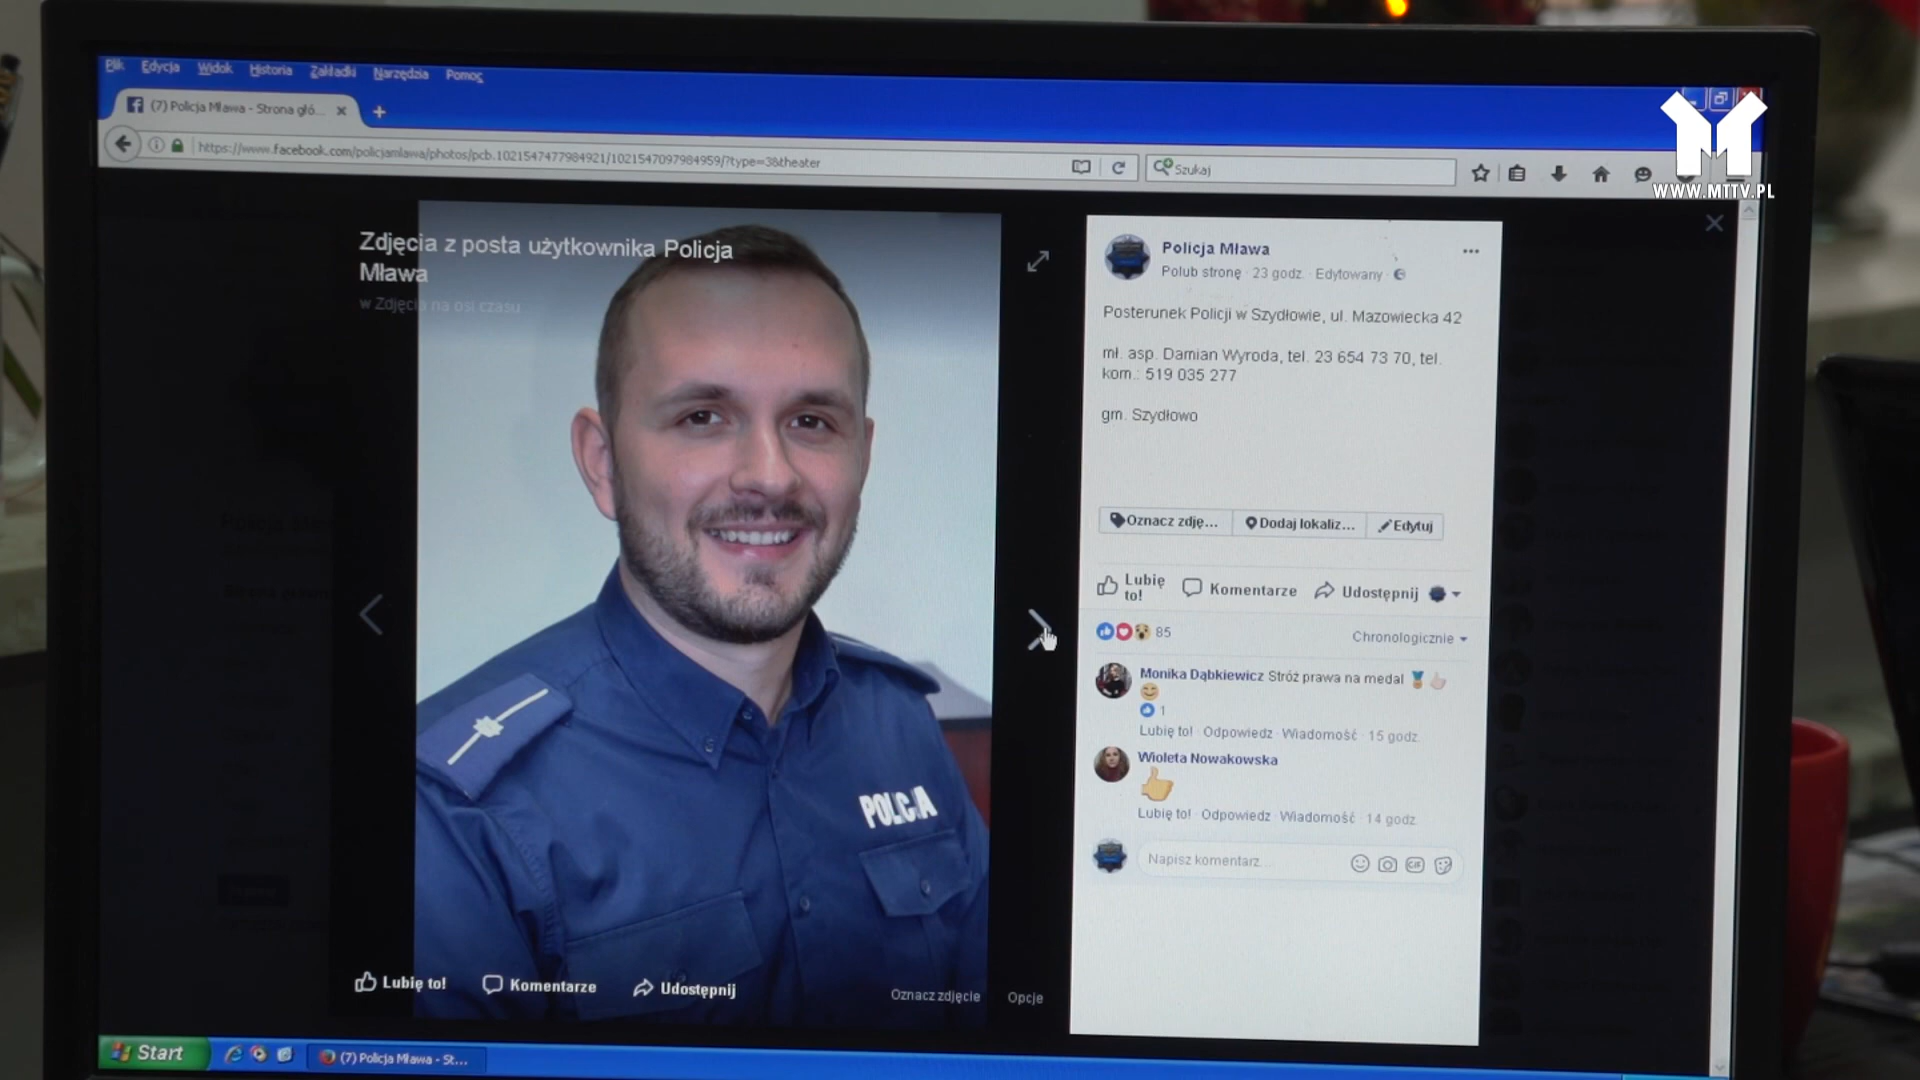 Plik Edycja Widok Historia Zakładki Narzędzia Pomoc
(7) Policja Mława - Strona głó...
https://www.facebook.com/policjamlawa/photos/pcb.1021547477984921/1021547097984959/?type=3&theater
Szukaj
WWW.MTTV.PL
Zdjęcia z posta użytkownika Policja
Mława
w Zdjęcia na osi czasu
POLICJA
Lubię to! Komentarze Udostępnij
Oznacz zdjęcie Opcje
Policja Mława
Polub stronę · 23 godz. · Edytowany ·
Posterunek Policji w Szydłowie, ul. Mazowiecka 42
mł. asp. Damian Wyroda, tel. 23 654 73 70, tel.
kom.: 519 035 277
gm. Szydłowo
Oznacz zdję... Dodaj lokaliz... Edytuj
Lubię
to!
Komentarze Udostępnij
85 Chronologicznie
Monika Dąbkiewicz Stróż prawa na medal 🏅👍🏻
😊
1
Lubię to! · Odpowiedz · Wiadomość · 15 godz.
Wioleta Nowakowska
Lubię to! · Odpowiedz · Wiadomość · 14 godz.
Napisz komentarz... GIF
Start (7) Policja Mława - St...